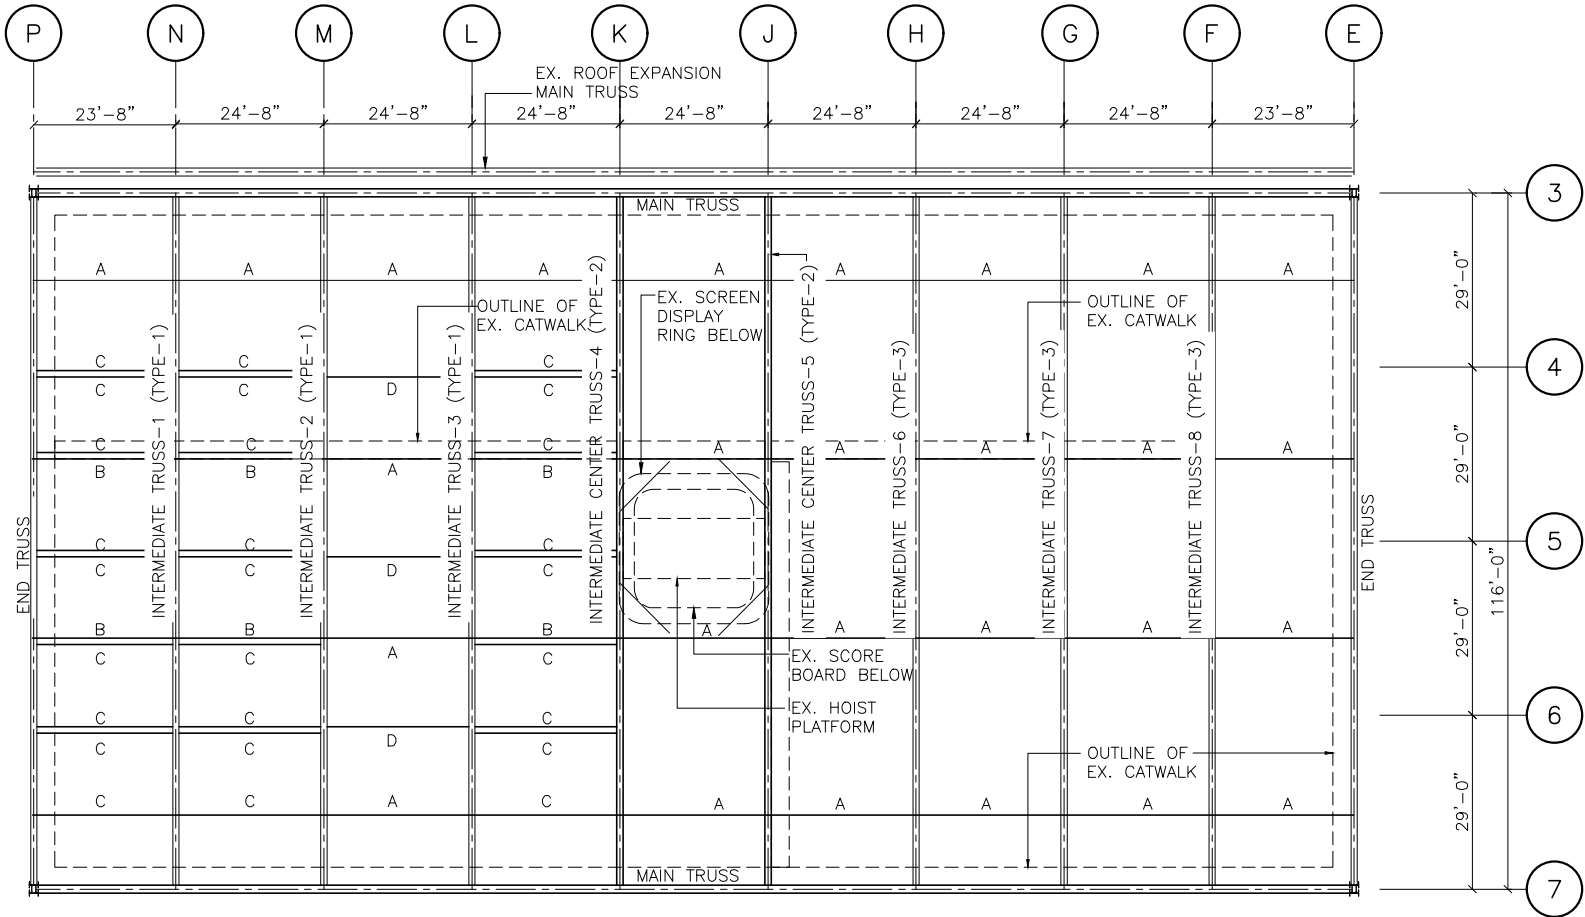 P N M L K J H G F E
EX. ROOF EXPANSION
MAIN TRUSS
23'-8" 24'-8" 24'-8" 24'-8" 24'-8" 24'-8" 24'-8" 24'-8" 23'-8"
3
MAIN TRUSS
A A A A A A A A A
29'-0"
OUTLINE OF
EX. CATWALK
EX. SCREEN
DISPLAY
RING BELOW
OUTLINE OF
EX. CATWALK
C C C
4
C C D C
29'-0"
C C C A A A A A
B B A B
END TRUSS
INTERMEDIATE TRUSS-1 (TYPE-1)
INTERMEDIATE TRUSS-2 (TYPE-1)
INTERMEDIATE TRUSS-3 (TYPE-1)
INTERMEDIATE CENTER TRUSS-4 (TYPE-2)
INTERMEDIATE CENTER TRUSS-5 (TYPE-2)
INTERMEDIATE TRUSS-6 (TYPE-3)
INTERMEDIATE TRUSS-7 (TYPE-3)
INTERMEDIATE TRUSS-8 (TYPE-3)
END TRUSS
5
C C C
C C D C
116'-0"
29'-0"
B B B A A A A A
C C A C
EX. SCORE
BOARD BELOW
EX. HOIST
PLATFORM
6
C C C
C C D C
OUTLINE OF
EX. CATWALK
29'-0"
C C A C A A A A A
MAIN TRUSS
7